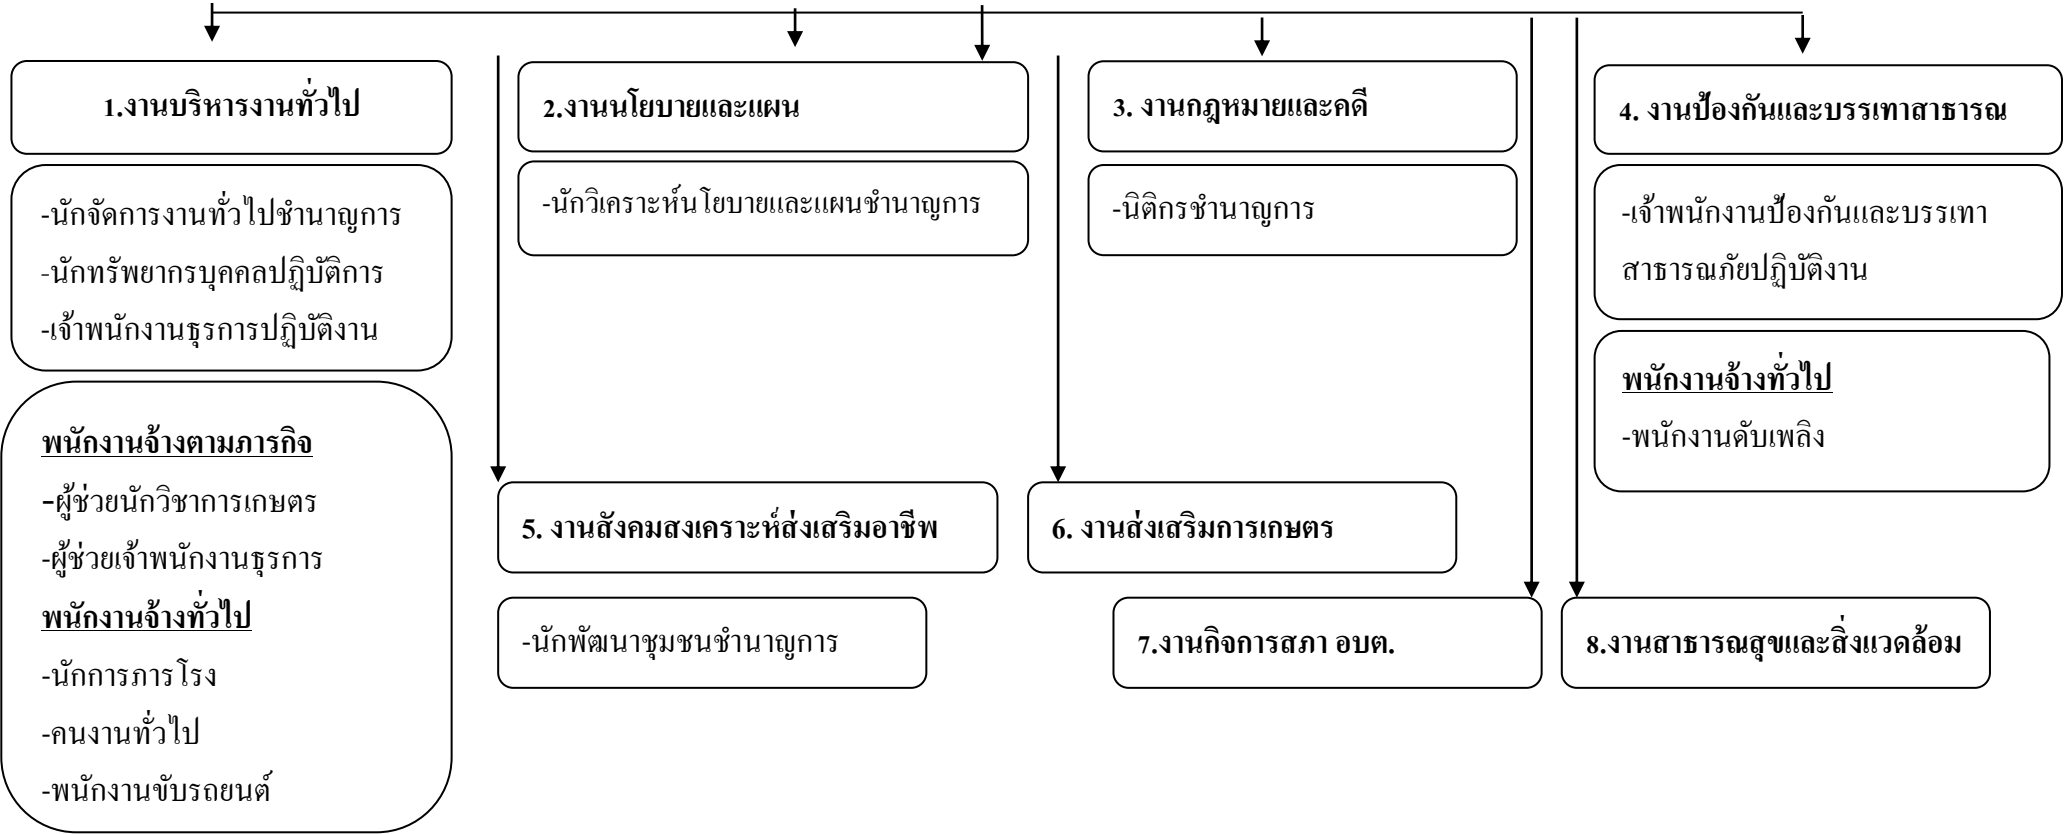 1.งานบริหารงานทั่วไป
-นักจัดการงานทั่วไปชำนาญการ
-นักทรัพยากรบุคคลปฏิบัติการ
-เจ้าพนักงานธุรการปฏิบัติงาน
พนักงานจ้างตามภารกิจ
-ผู้ช่วยนักวิชาการเกษตร
-ผู้ช่วยเจ้าพนักงานธุรการ
พนักงานจ้างทั่วไป
-นักการภารโรง
-คนงานทั่วไป
-พนักงานขับรถยนต์
2.งานนโยบายและแผน
-นักวิเคราะห์นโยบายและแผนชำนาญการ
3. งานกฎหมายและคดี
-นิติกรชำนาญการ
4. งานป้องกันและบรรเทาสาธารณ
-เจ้าพนักงานป้องกันและบรรเทา
สาธารณภัยปฏิบัติงาน
พนักงานจ้างทั่วไป
-พนักงานดับเพลิง
5. งานสังคมสงเคราะห์ส่งเสริมอาชีพ
-นักพัฒนาชุมชนชำนาญการ
6. งานส่งเสริมการเกษตร
7.งานกิจการสภา อบต.
8.งานสาธารณสุขและสิ่งแวดล้อม